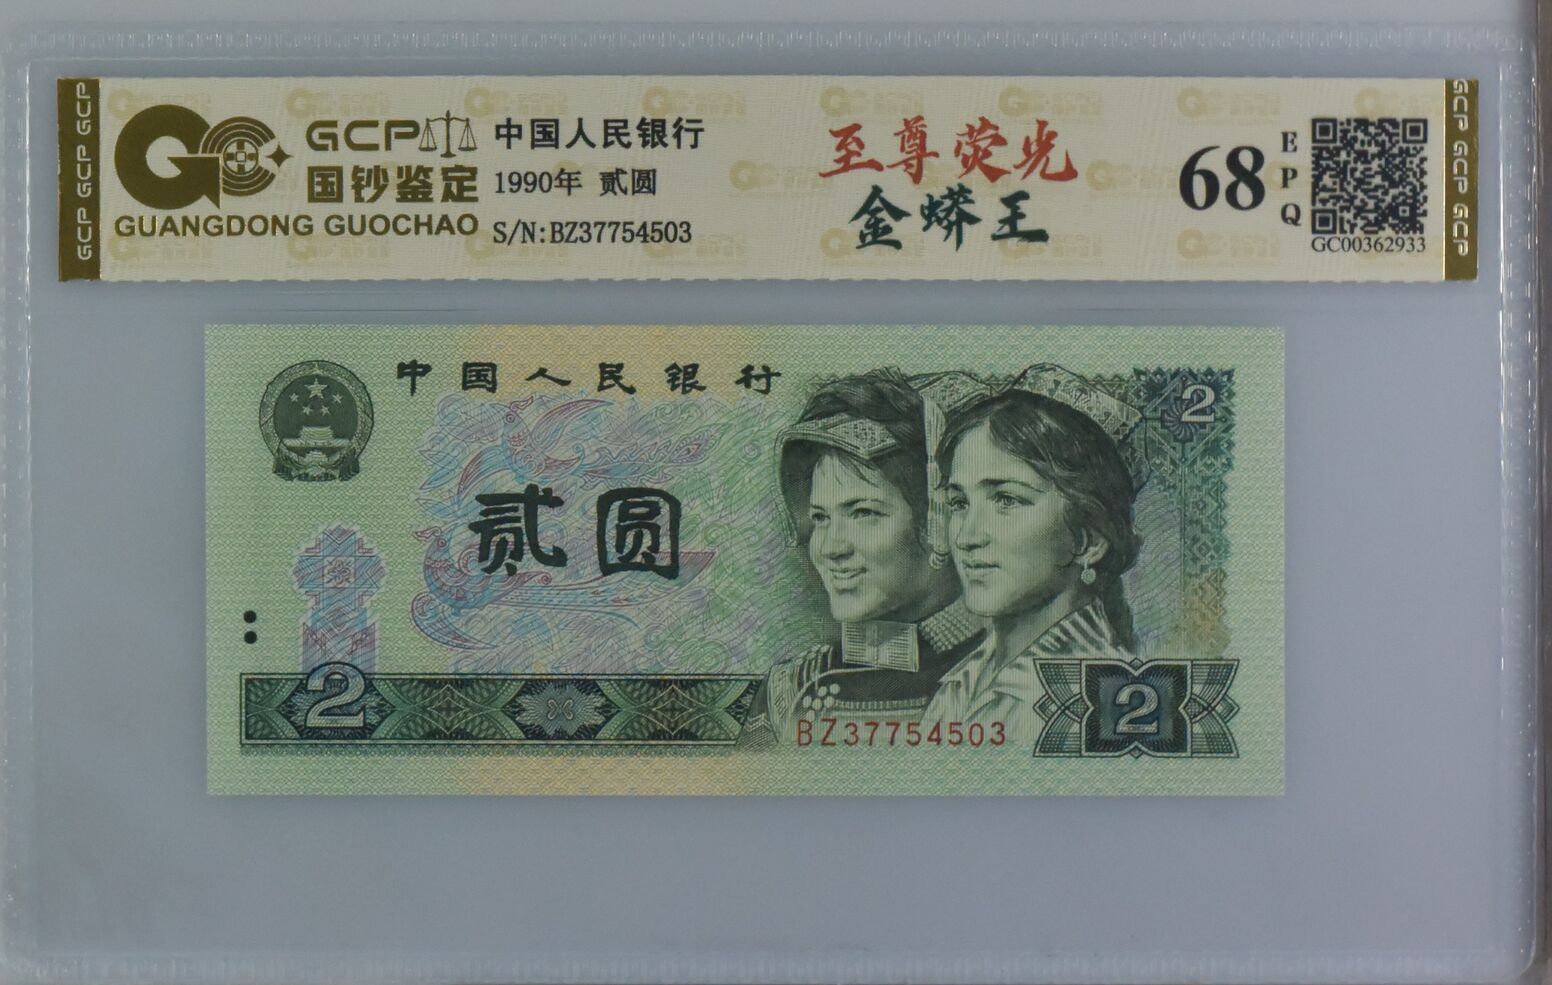 GCP GCP GCP
GCP
国钞鉴定
GUANGDONG GUOCHAO
中国人民银行
1990年 贰圆
S/N:BZ37754503
至尊荧光
金蟒王
68
EPQ
GC00362933
GCP GCP GCP
中国人民银行
2
贰圆
2
BZ37754503
2